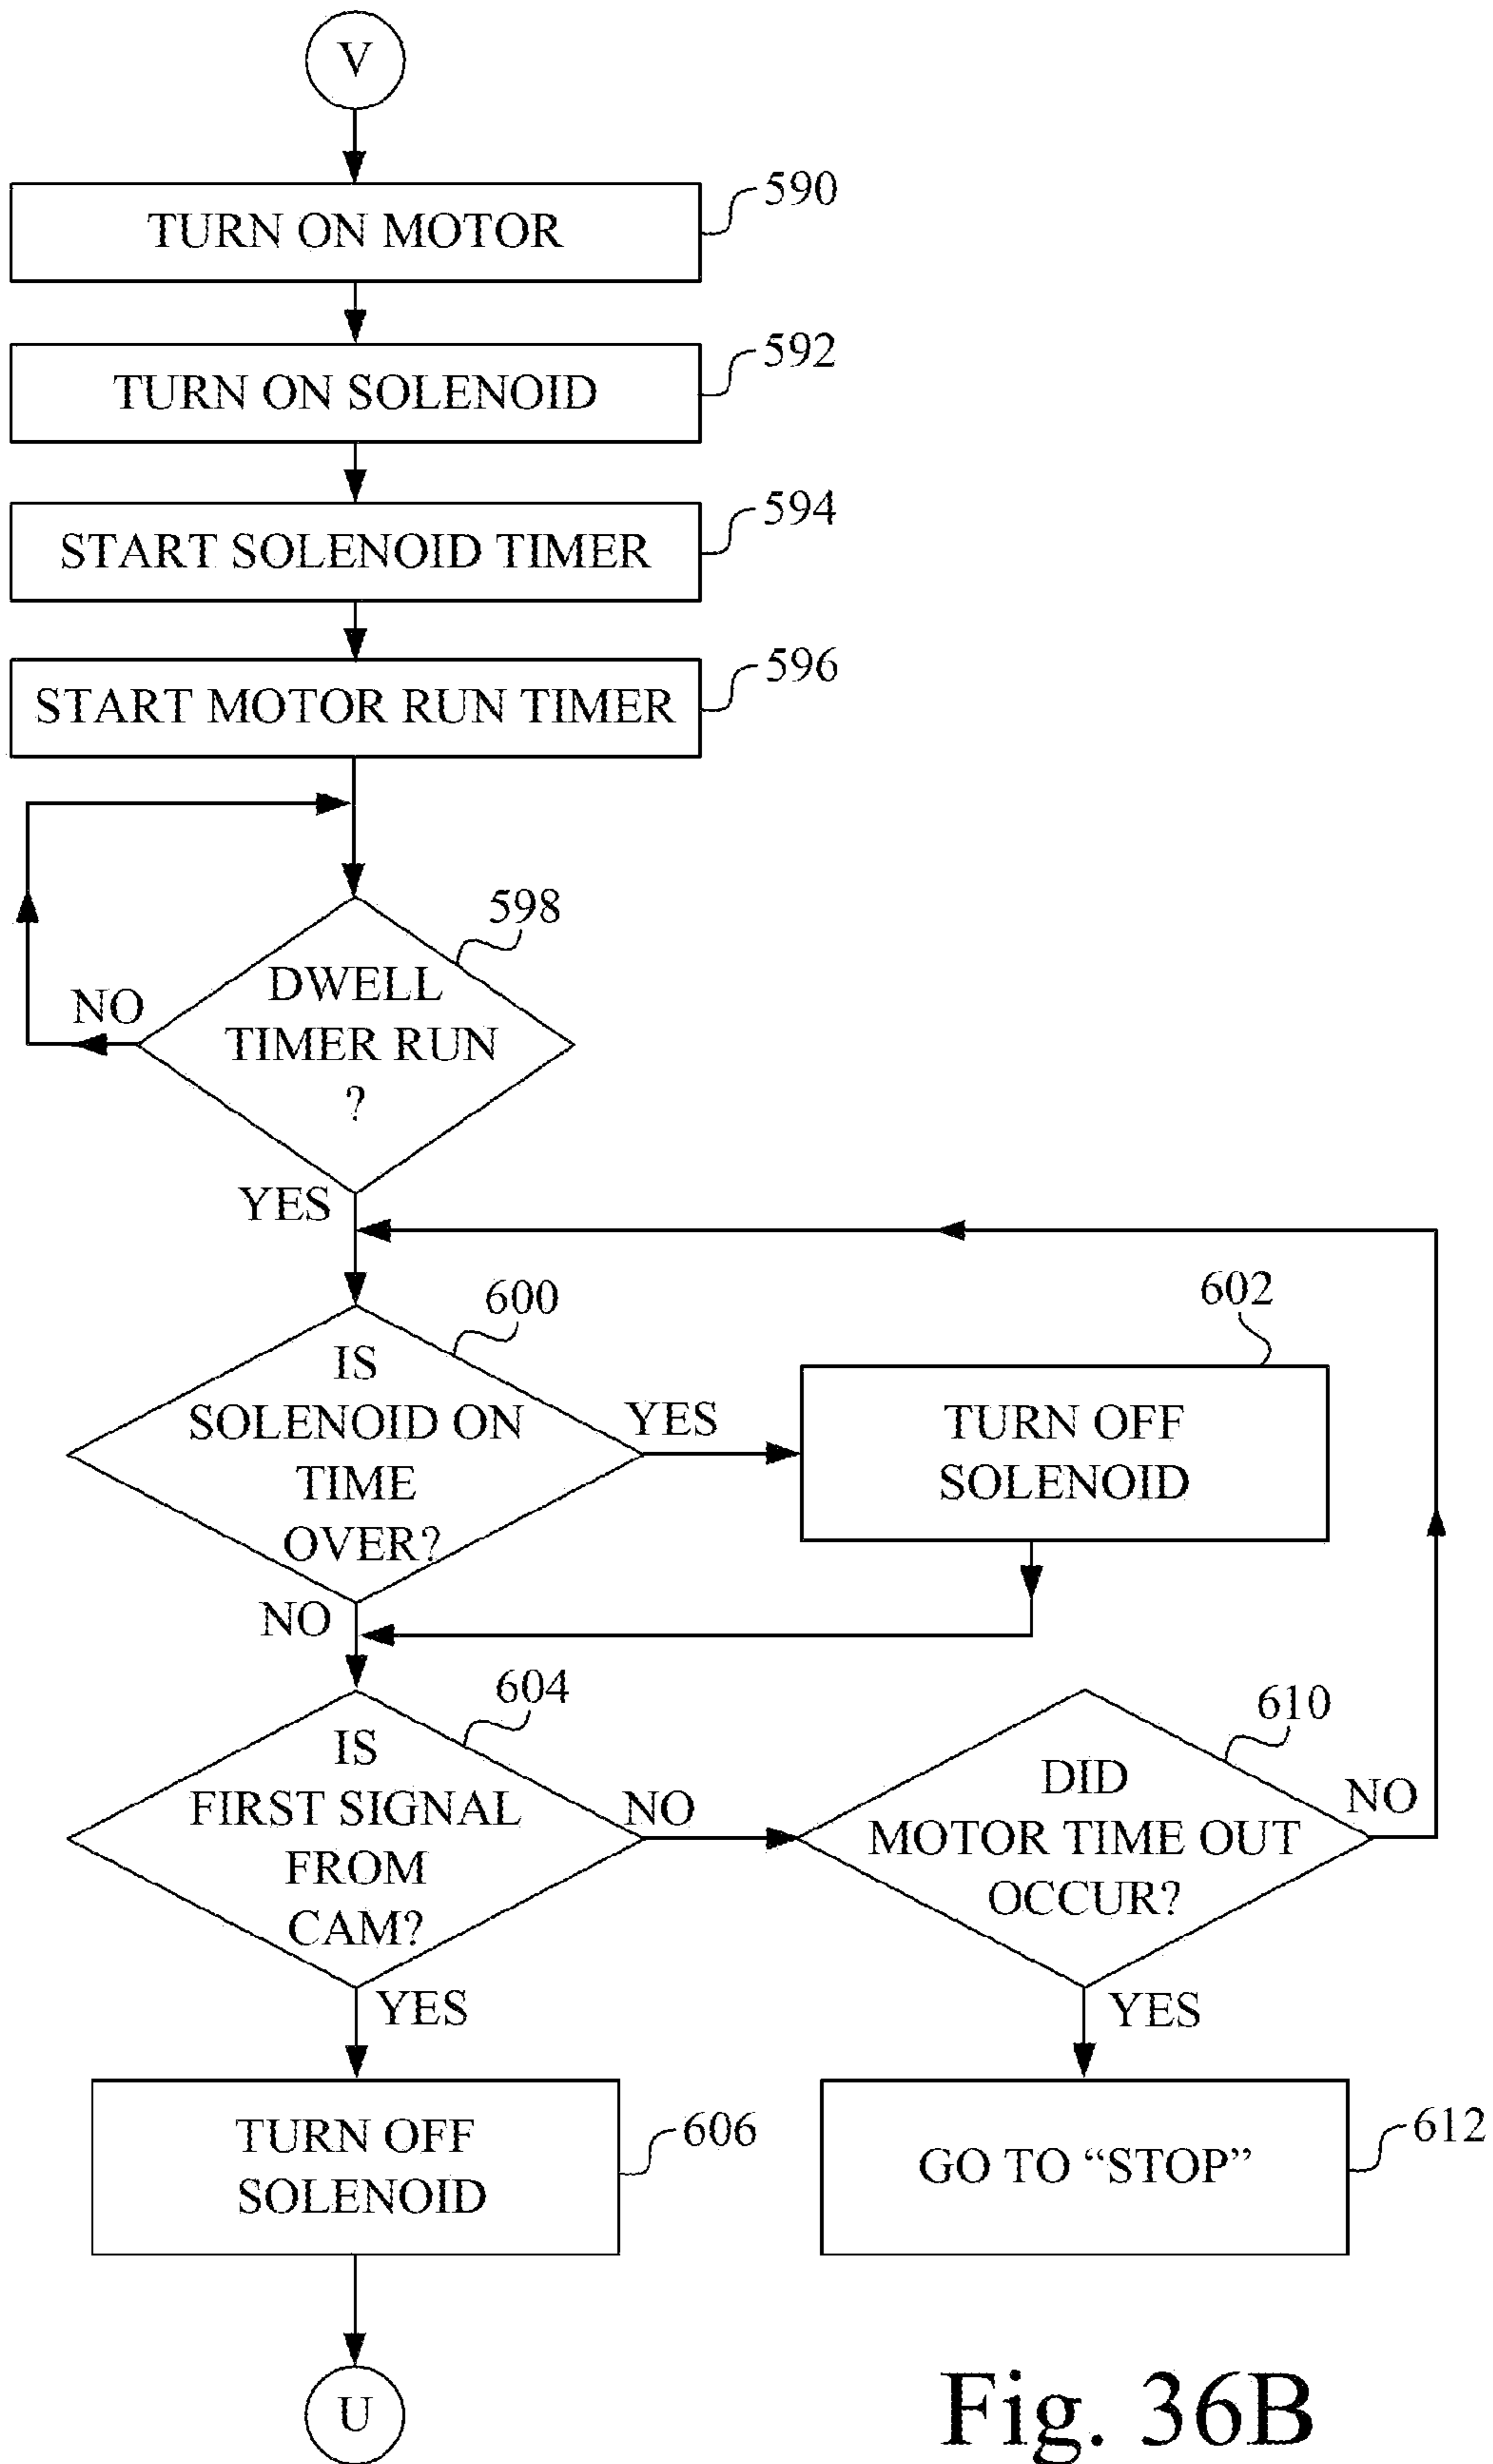 V
TURN ON MOTOR
590
TURN ON SOLENOID
592
START SOLENOID TIMER
594
START MOTOR RUN TIMER
596
598
DWELL
TIMER RUN
?
NO
YES
600
IS
SOLENOID ON
TIME
OVER?
YES
NO
602
TURN OFF
SOLENOID
604
IS
FIRST SIGNAL
FROM
CAM?
NO
YES
610
DID
MOTOR TIME OUT
OCCUR?
NO
YES
TURN OFF
SOLENOID
606
GO TO “STOP”
612
U
Fig. 36B